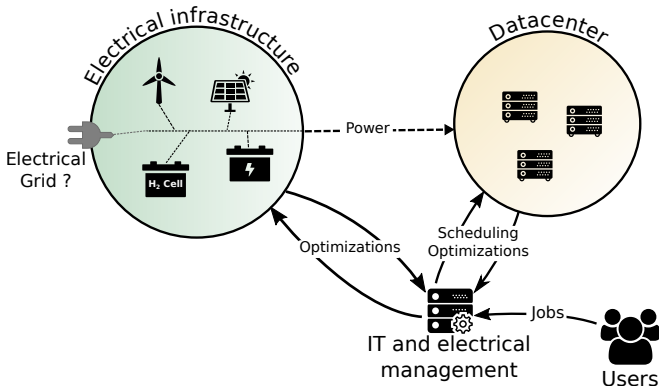 Electrical infrastructure
Datacenter
Power
Electrical
Grid ?
H₂ Cell
Optimizations
Scheduling
Optimizations
Jobs
IT and electrical
management
Users